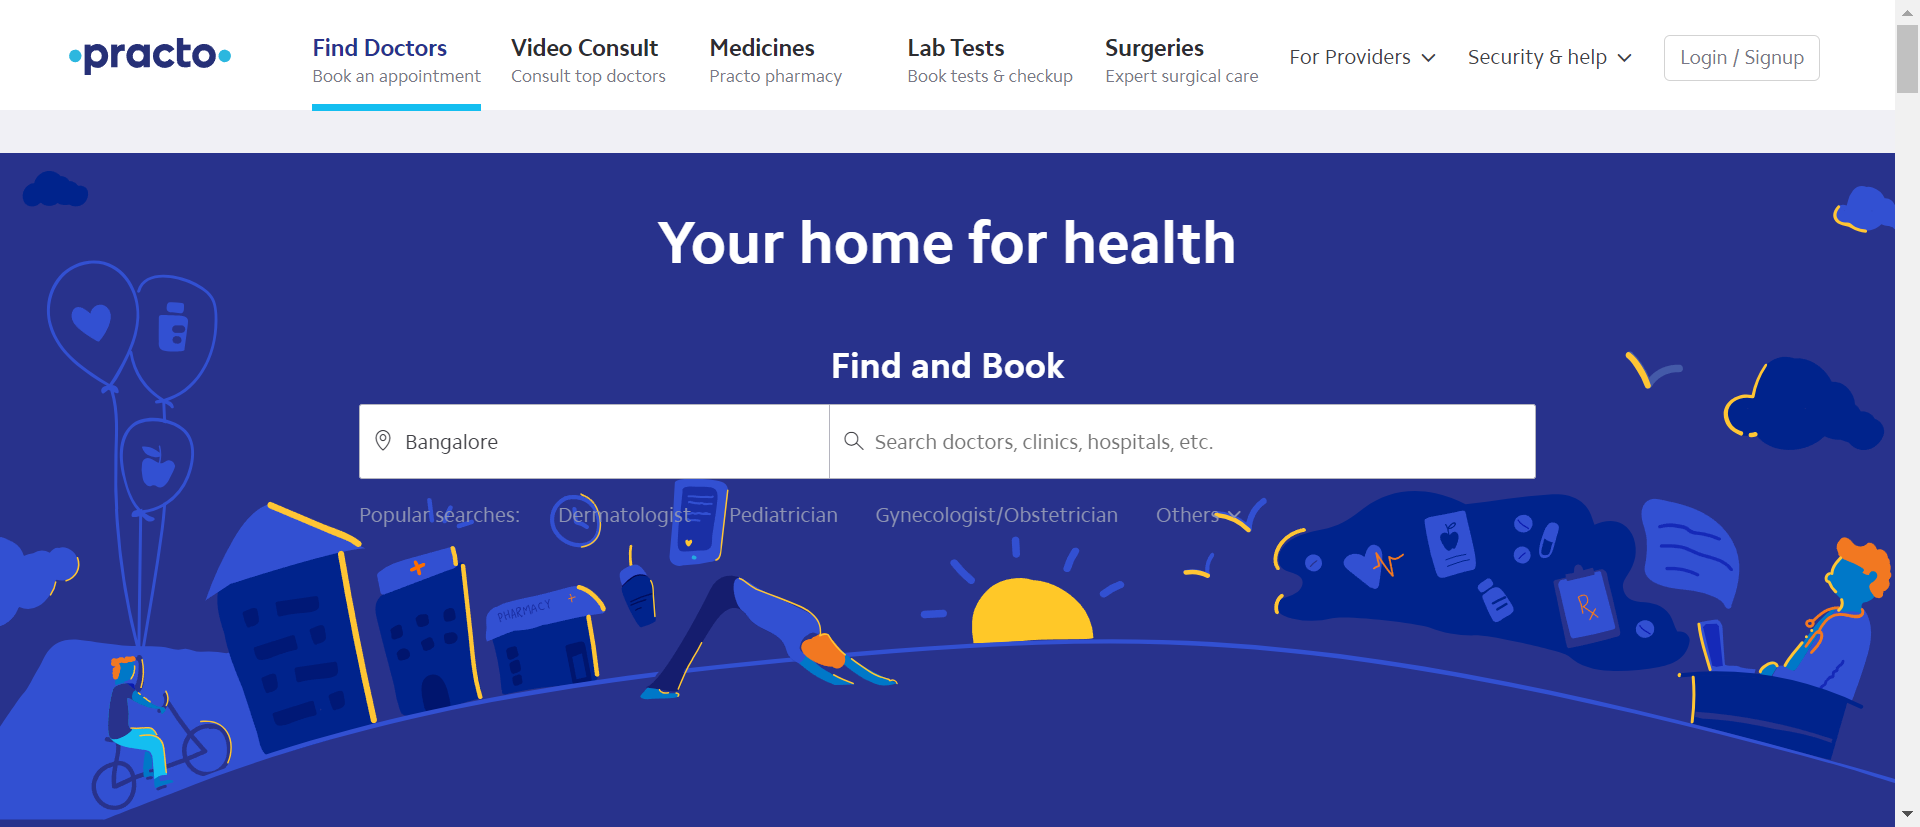 practo
Find Doctors
Book an appointment
Video Consult
Consult top doctors
Medicines
Practo pharmacy
Lab Tests
Book tests & checkup
Surgeries
Expert surgical care
For Providers
Security & help
Login / Signup
Your home for health
Find and Book
Bangalore
Search doctors, clinics, hospitals, etc.
Popular searches: Dermatologist Pediatrician Gynecologist/Obstetrician Others
PHARMACY
Rx